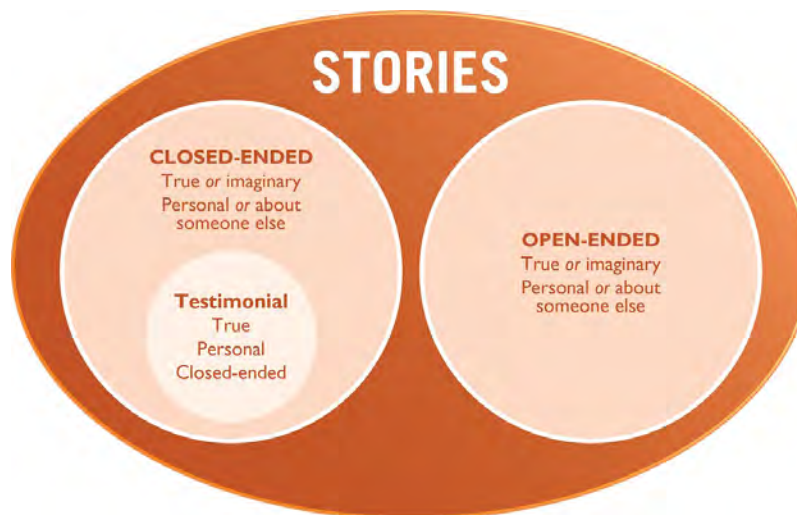 STORIES
CLOSED-ENDED
True or imaginary
Personal or about
someone else
Testimonial
True
Personal
Closed-ended
OPEN-ENDED
True or imaginary
Personal or about
someone else